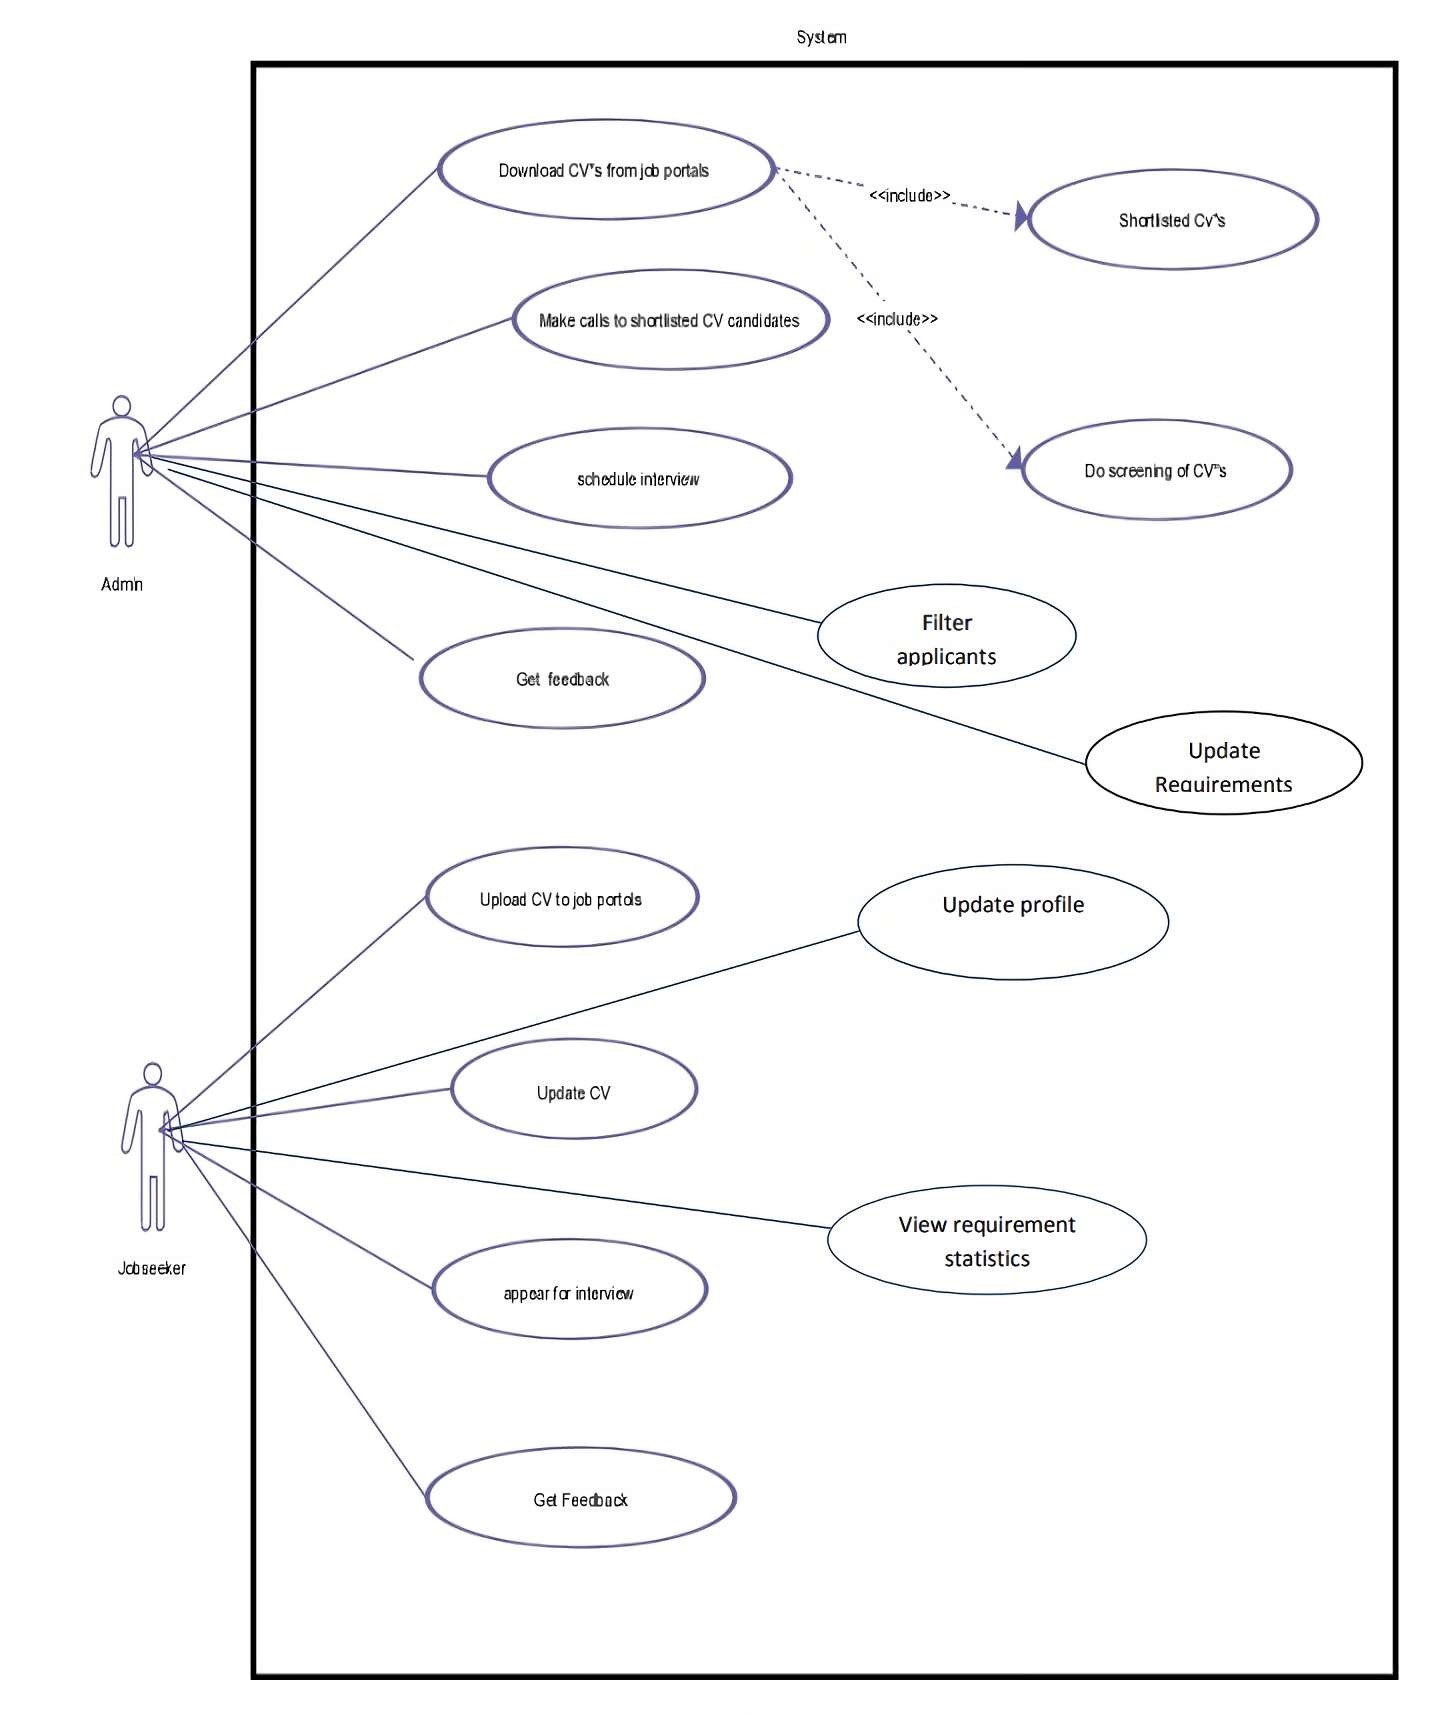 System
Download CV"s from job portals
<<include>>
Shortlisted Cv"s
Make calls to shortlisted CV candidates
<<include>>
schedule interview
Do screening of CV"s
Admin
Filter
applicants
Get feedback
Update
Requirements
Upload CV to job portals
Update profile
Update CV
View requirement
statistics
Jobseeker
appear for interview
Get Feedback